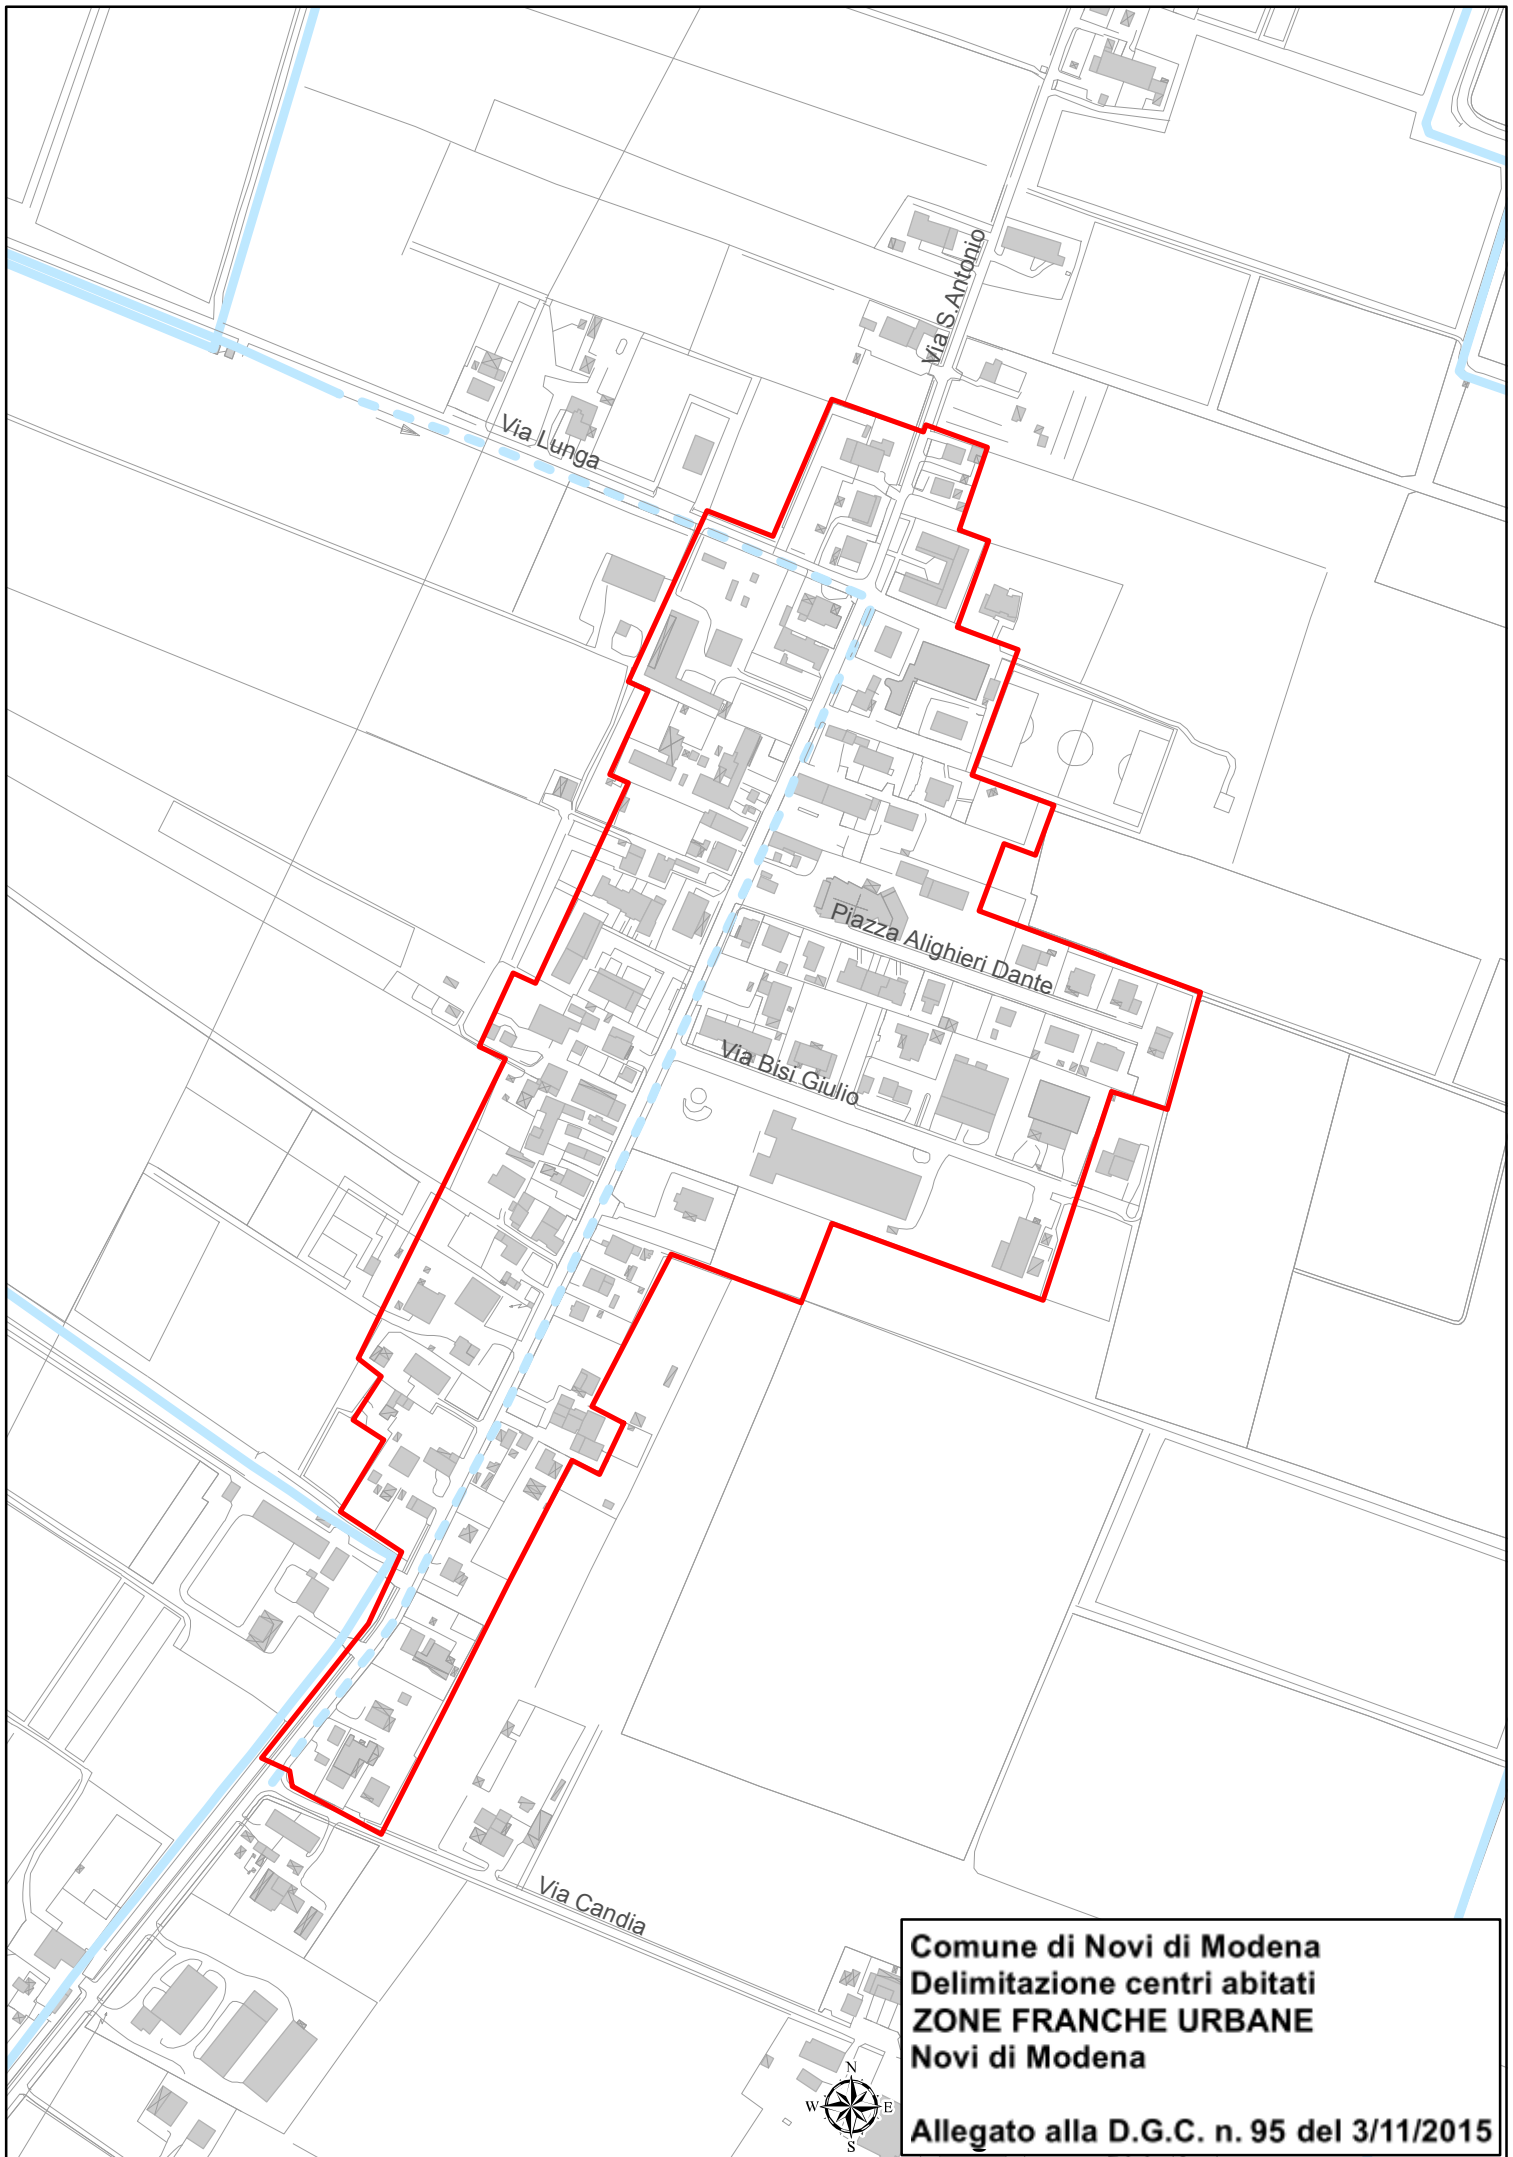 Via S.Antonio
Via Lunga
Piazza Alighieri Dante
Via Bisi Giulio
Via Candia
N
W E
S
Comune di Novi di Modena
Delimitazione centri abitati
ZONE FRANCHE URBANE
Novi di Modena
Allegato alla D.G.C. n. 95 del 3/11/2015